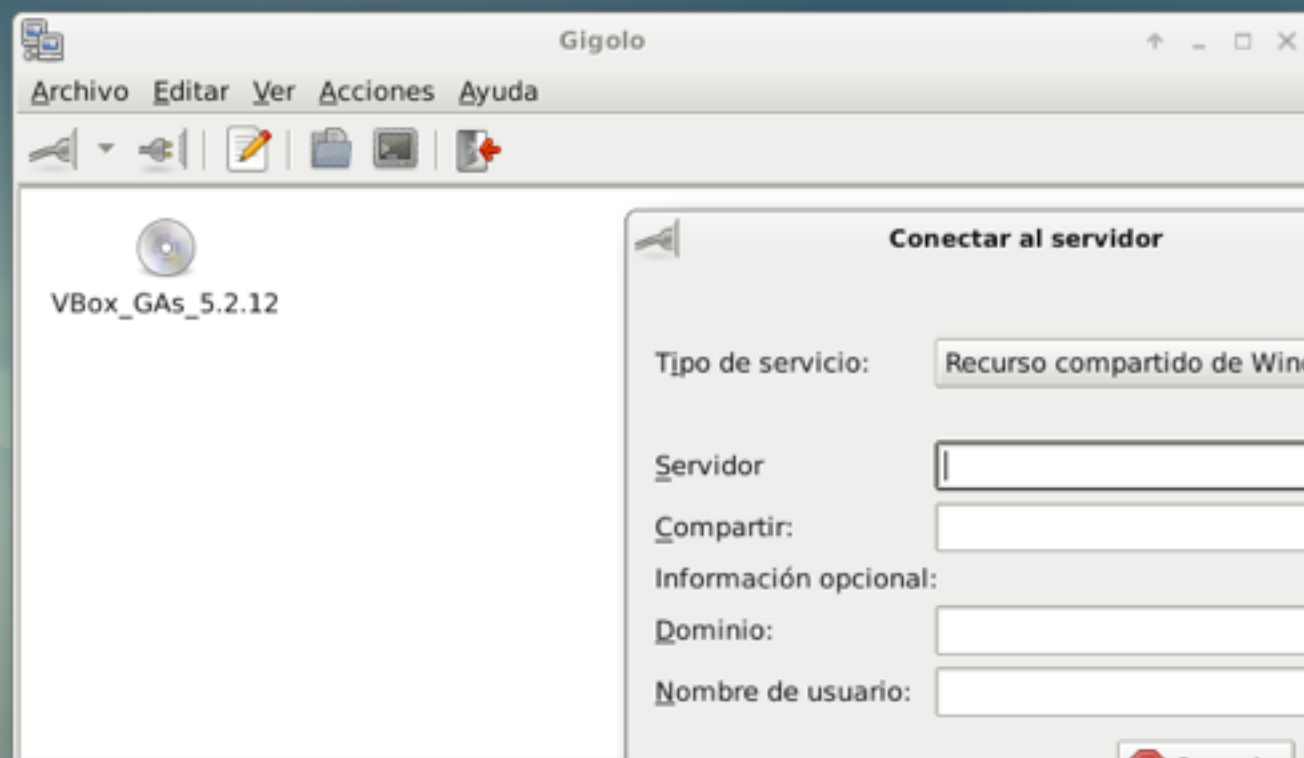 Gigolo
Archivo Editar Ver Acciones Ayuda
VBox_GAs_5.2.12
Conectar al servidor
Tipo de servicio: Recurso compartido de
Servidor
Compartir:
Información opcional:
Dominio:
Nombre de usuario: